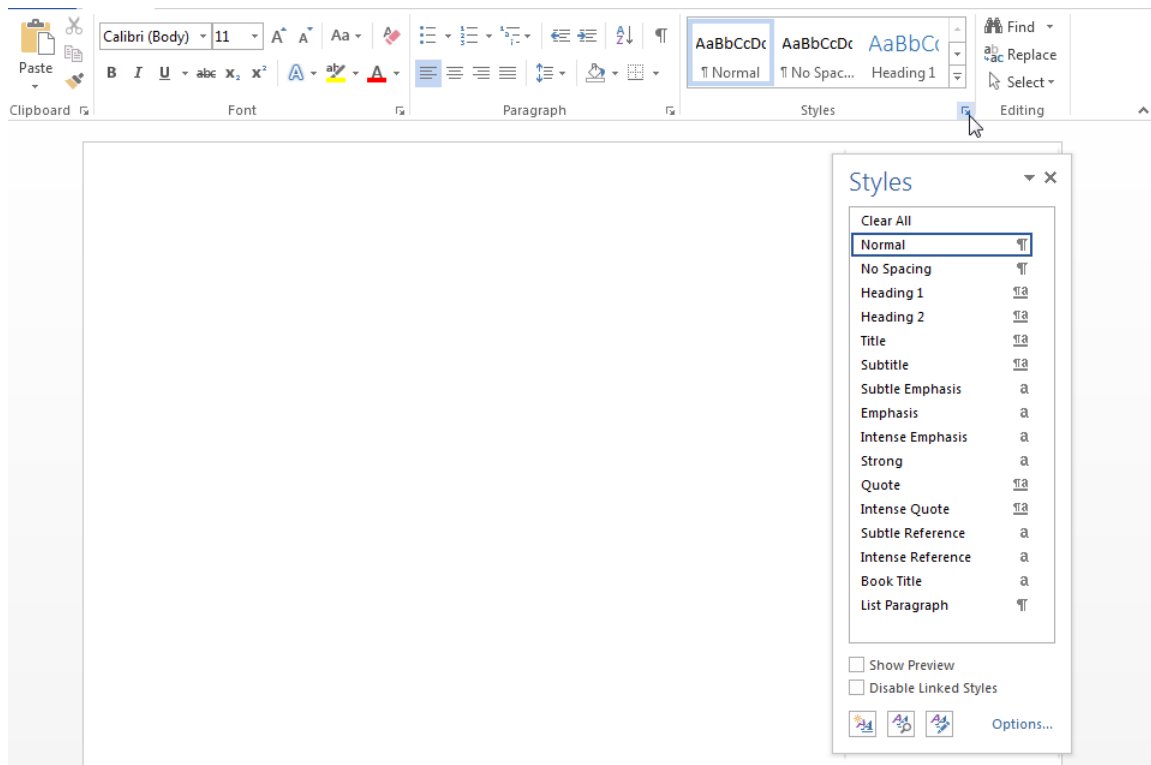 Calibri (Body) 11 Aa
Find
AaBbCcDc AaBbCcDc AaBbC
Replace
Paste
B I U abc X₂ X² A aby A
¶ Normal ¶ No Spac... Heading 1
Select
Clipboard Font Paragraph Styles Editing
Styles
Clear All
Normal ¶
No Spacing ¶
Heading 1 ¶a
Heading 2 ¶a
Title ¶a
Subtitle ¶a
Subtle Emphasis a
Emphasis a
Intense Emphasis a
Strong a
Quote ¶a
Intense Quote ¶a
Subtle Reference a
Intense Reference a
Book Title a
List Paragraph ¶
Show Preview
Disable Linked Styles
Options...